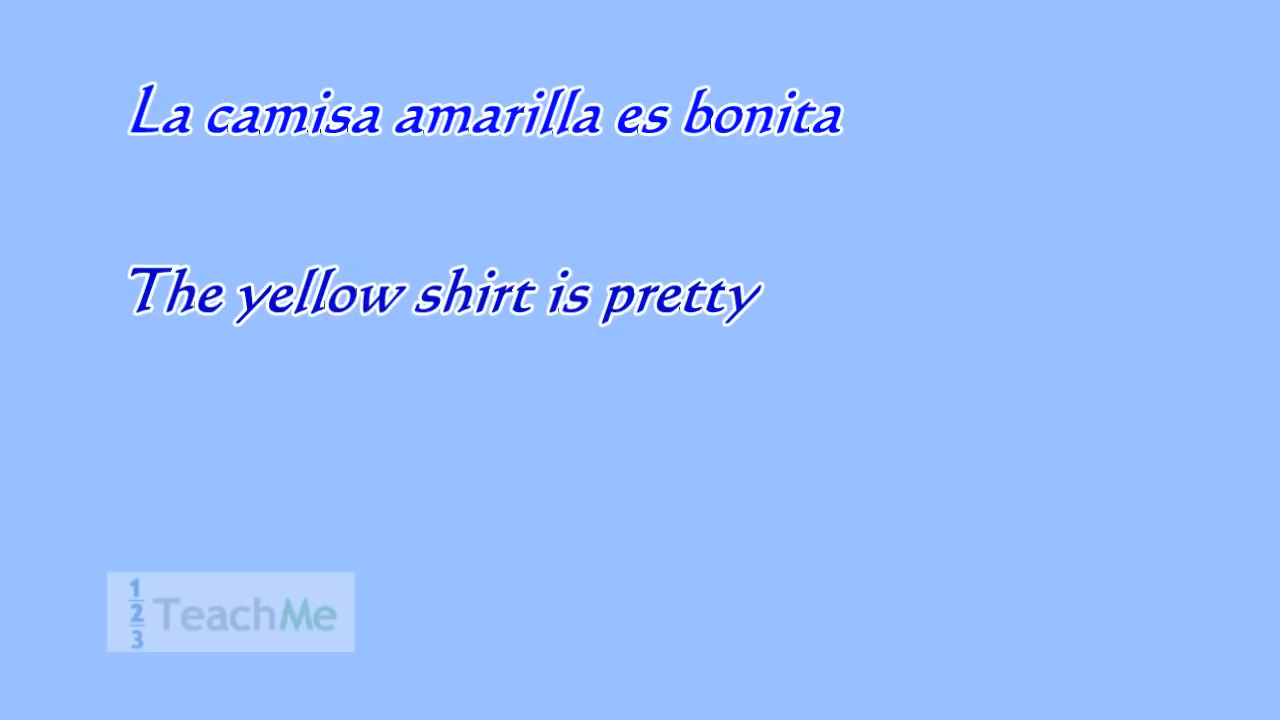 La camisa amarilla es bonita
The yellow shirt is pretty
1
2
3
TeachMe